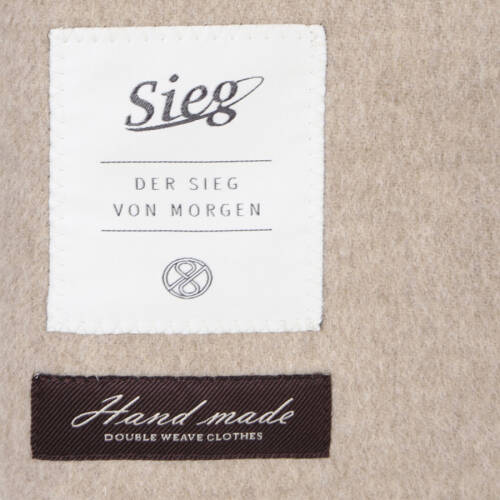 Sieg
DER SIEG
VON MORGEN
Hand made
DOUBLE WEAVE CLOTHES